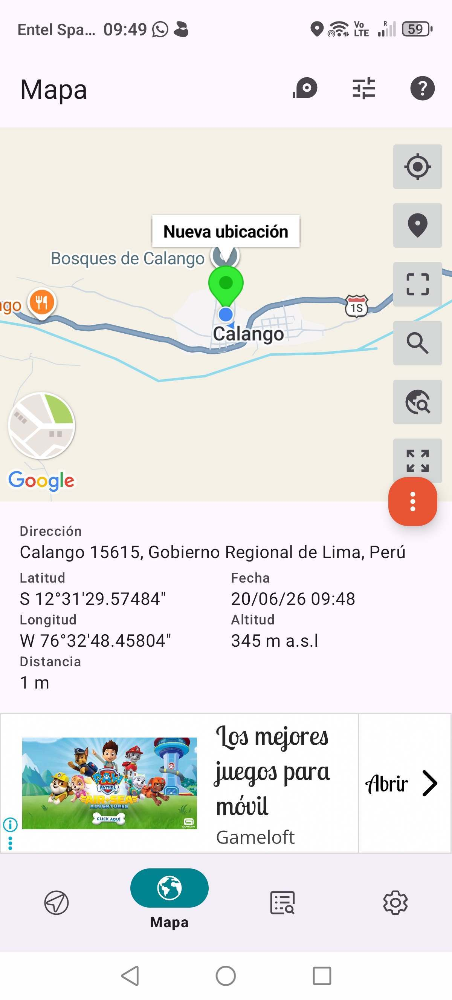 Entel Spa... 09:49 Vo LTE R 59
Mapa
Nueva ubicación
Bosques de Calango
ngo
1S
Calango
Google
Dirección
Calango 15615, Gobierno Regional de Lima, Perú
Latitud
S 12°31'29.57484"
Fecha
20/06/26 09:48
Longitud
W 76°32'48.45804"
Altitud
345 m a.s.l
Distancia
1 m
PAW
PATROL
AIR+SEA
ADVENTURES
CLICK AQUÍ
GAMELOFT
Los mejores
juegos para
móvil
Gameloft
Abrir
Mapa